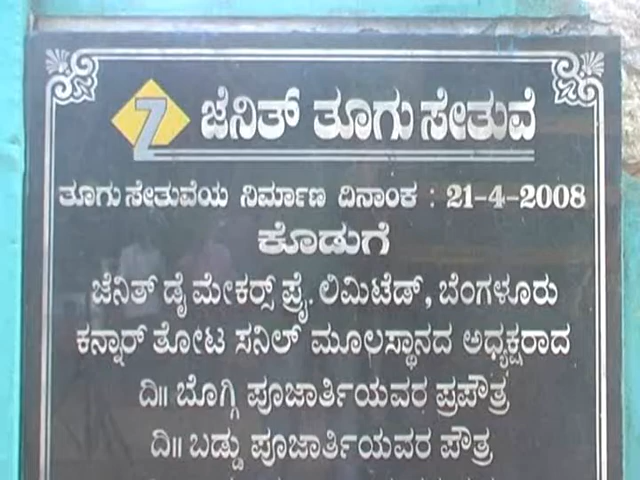 Z ಜೆನಿತ್ ತೂಗುಸೇತುವೆ
ತೂಗುಸೇತುವೆಯ ನಿರ್ಮಾಣ ದಿನಾಂಕ : 21-4-2008
ಕೊಡುಗೆ
ಜೆನಿತ್ ಡೈ ಮೇಕರ್ಸ್ ಪ್ರೈ. ಲಿಮಿಟೆಡ್, ಬೆಂಗಳೂರು
ಕನ್ನಾರ್ ತೋಟ ಸನಿಲ್ ಮೂಲಸ್ಥಾನದ ಅಧ್ಯಕ್ಷರಾದ
ದಿ॥ ಬೊಗ್ಗಿ ಪೂಜಾರ್ತಿಯವರ ಪ್ರಪೌತ್ರ
ದಿ॥ ಬಡ್ಡು ಪೂಜಾರ್ತಿಯವರ ಪೌತ್ರ